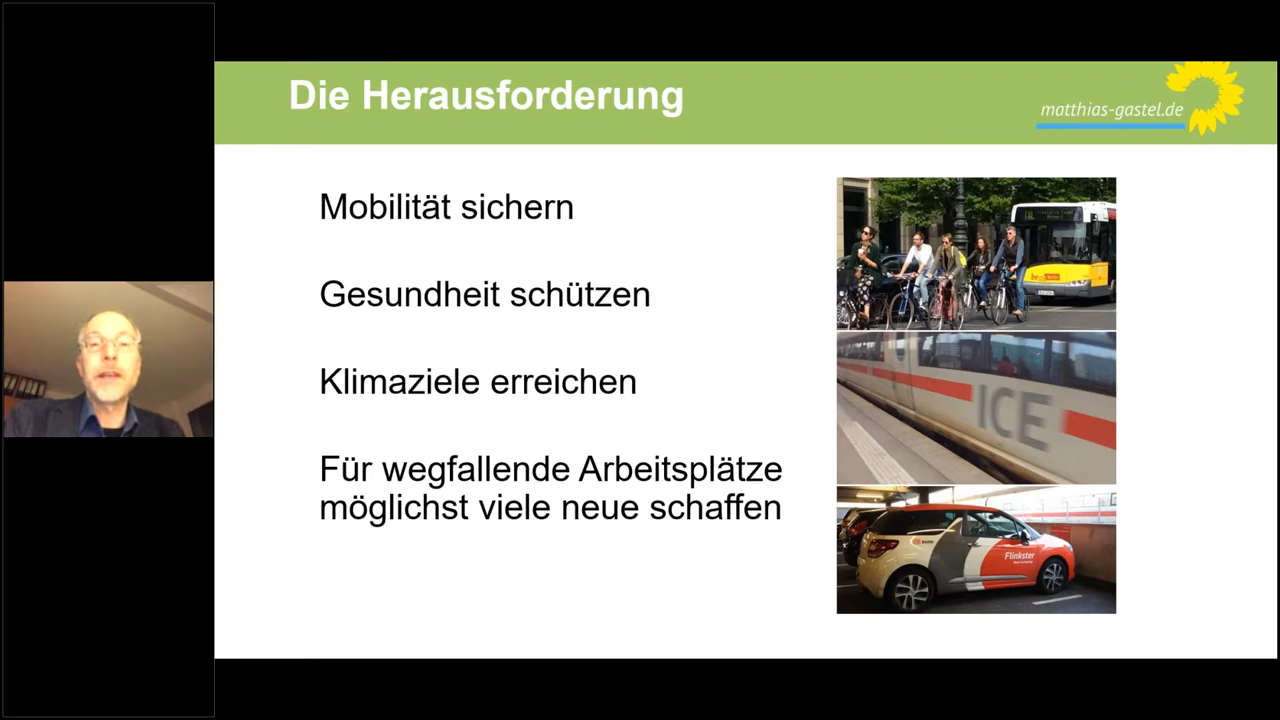 Die Herausforderung
matthias-gastel.de
Mobilität sichern
Gesundheit schützen
Klimaziele erreichen
Für wegfallende Arbeitsplätze
möglichst viele neue schaffen
ICE
BAHN
Flinkster